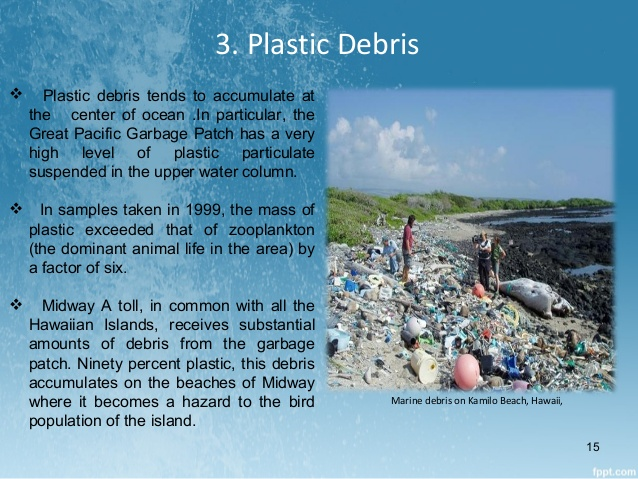 3. Plastic Debris
❖ Plastic debris tends to accumulate at
the center of ocean .In particular, the
Great Pacific Garbage Patch has a very
high level of plastic particulate
suspended in the upper water column.
❖ In samples taken in 1999, the mass of
plastic exceeded that of zooplankton
(the dominant animal life in the area) by
a factor of six.
❖ Midway A toll, in common with all the
Hawaiian Islands, receives substantial
amounts of debris from the garbage
patch. Ninety percent plastic, this debris
accumulates on the beaches of Midway
where it becomes a hazard to the bird
population of the island.
Marine debris on Kamilo Beach, Hawaii,
15
fppt.com